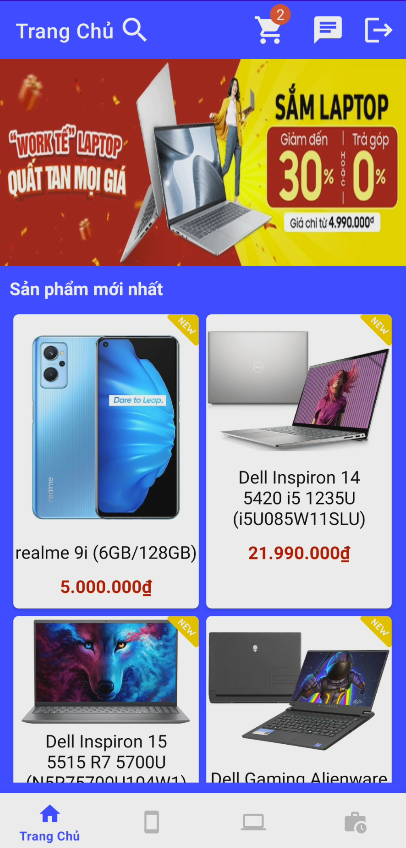 Trang Chủ
2
"WORK TẾ" LAPTOP
QUẤT TAN MỌI GIÁ
SẮM LAPTOP
Giảm đến
30%
HOẶC
Trả góp
0%
Giá chỉ từ 4.990.000đ
Sản phẩm mới nhất
NEW
realme
Dare to Leap.
realme 9i (6GB/128GB)
5.000.000₫
NEW
Dell Inspiron 14
5420 i5 1235U
(i5U085W11SLU)
21.990.000₫
NEW
Dell Inspiron 15
5515 R7 5700U
(N5R75700U104W1)
NEW
Dell Gaming Alienware
Trang Chủ